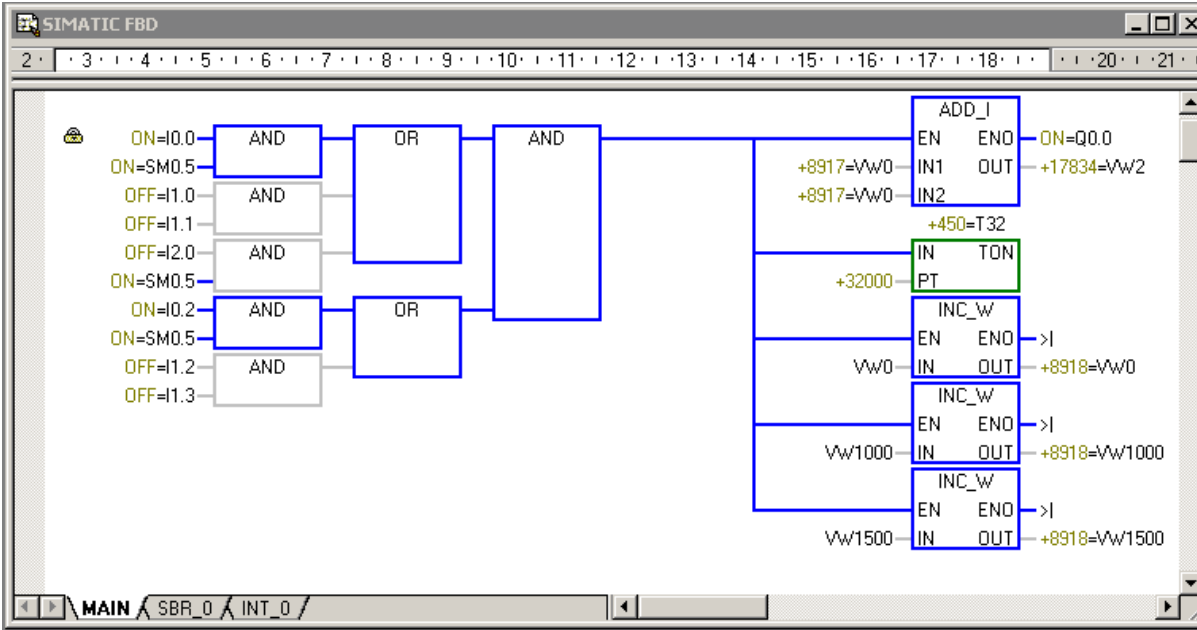 SIMATIC FBD
2 · · 3 · ı · 4 · ı · 5 · ı · 6 · ı · 7 · ı · 8 · ı · 9 · ı · 10 · ı · 11 · ı · 12 · ı · 13 · ı · 14 · ı · 15 · ı · 16 · ı · 17 · ı · 18 · ı · ı · 20 · ı · 21 ·
ADD_I
ON=I0.0 AND OR AND EN ENO ON=Q0.0
ON=SM0.5 +8917=VW0 IN1 OUT +17834=VW2
OFF=I1.0 AND +8917=VW0 IN2
OFF=I1.1 +450=T32
OFF=I2.0 AND IN TON
ON=SM0.5 +32000 PT
ON=I0.2 AND OR INC_W
ON=SM0.5 EN ENO >I
OFF=I1.2 AND VW0 IN OUT +8918=VW0
OFF=I1.3 INC_W
EN ENO >I
VW1000 IN OUT +8918=VW1000
INC_W
EN ENO >I
VW1500 IN OUT +8918=VW1500
MAIN SBR_0 INT_0